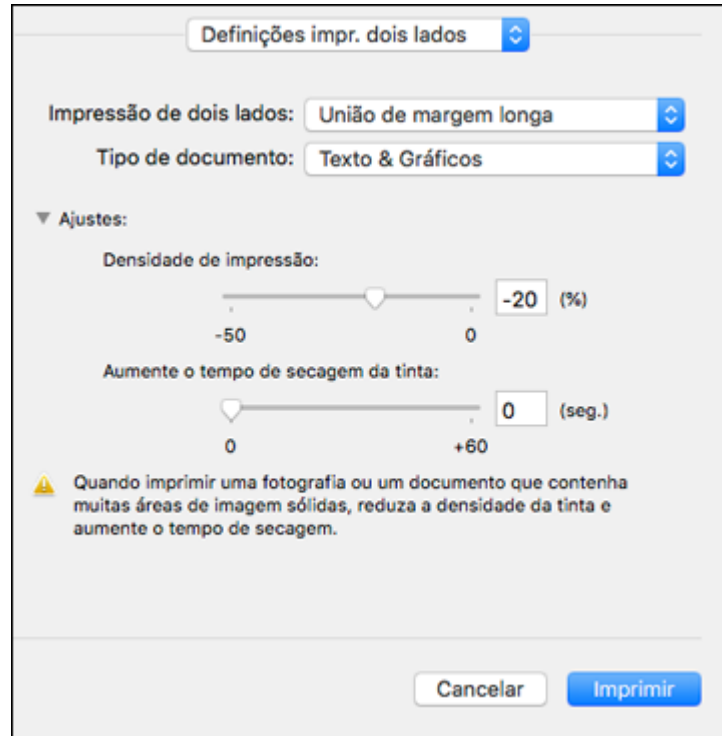 Definições impr. dois lados
Impressão de dois lados: União de margem longa
Tipo de documento: Texto & Gráficos
Ajustes:
Densidade de impressão:
-20 (%)
-50 0
Aumente o tempo de secagem da tinta:
0 (seg.)
0 +60
Quando imprimir uma fotografia ou um documento que contenha
muitas áreas de imagem sólidas, reduza a densidade da tinta e
aumente o tempo de secagem.
Cancelar Imprimir